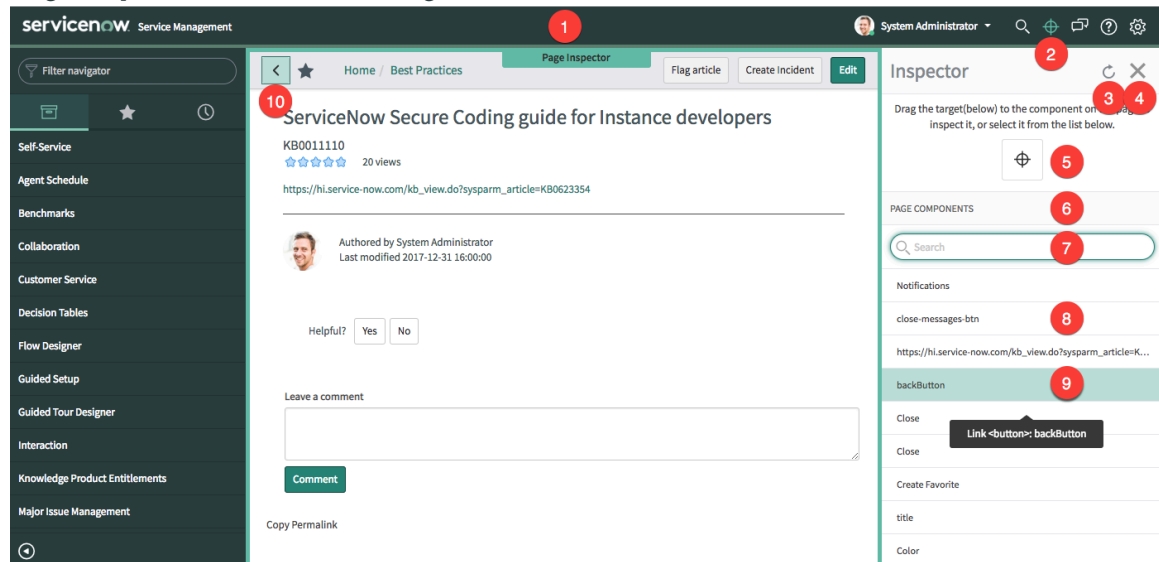 servicenow. Service Management
1
System Administrator
2
Filter navigator
Self-Service
Agent Schedule
Benchmarks
Collaboration
Customer Service
Decision Tables
Flow Designer
Guided Setup
Guided Tour Designer
Interaction
Knowledge Product Entitlements
Major Issue Management
Page Inspector
Home / Best Practices
Flag article
Create Incident
Edit
10
ServiceNow Secure Coding guide for Instance developers
KB0011110
20 views
https://hi.service-now.com/kb_view.do?sysparm_article=KB0623354
Authored by System Administrator
Last modified 2017-12-31 16:00:00
Helpful?
Yes
No
Leave a comment
Comment
Copy Permalink
Inspector
3
4
Drag the target(below) to the component on
inspect it, or select it from the list below.
5
PAGE COMPONENTS
6
Search
7
Notifications
close-messages-btn
8
https://hi.service-now.com/kb_view.do?sysparm_article=K...
backButton
9
Close
Link <button>: backButton
Close
Create Favorite
title
Color